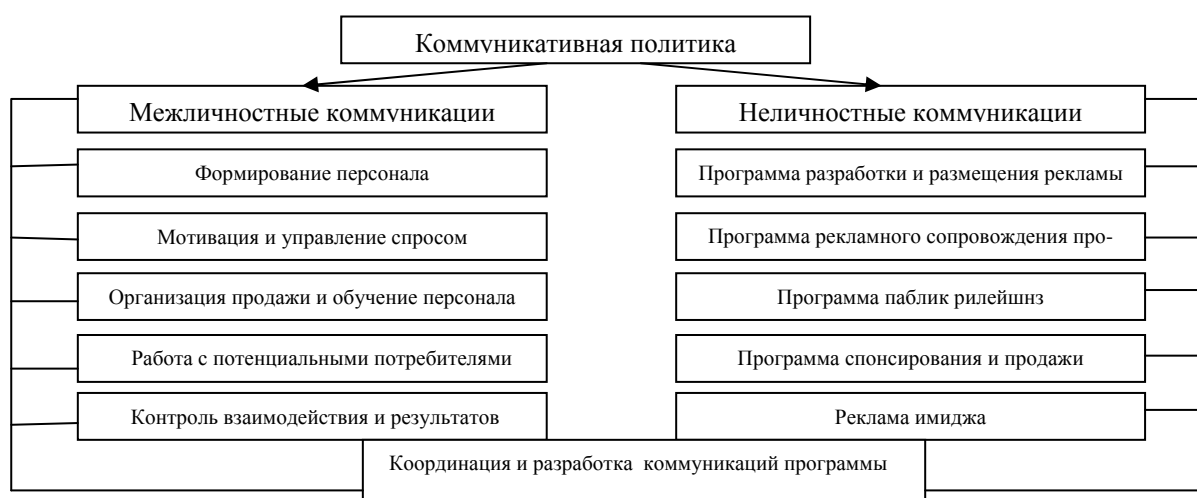 Коммуникативная политика
Межличностные коммуникации
Формирование персонала
Мотивация и управление спросом
Организация продажи и обучение персонала
Работа с потенциальными потребителями
Контроль взаимодействия и результатов
Неличностные коммуникации
Программа разработки и размещения рекламы
Программа рекламного сопровождения про-
Программа паблик рилейшнз
Программа спонсирования и продажи
Реклама имиджа
Координация и разработка коммуникаций программы